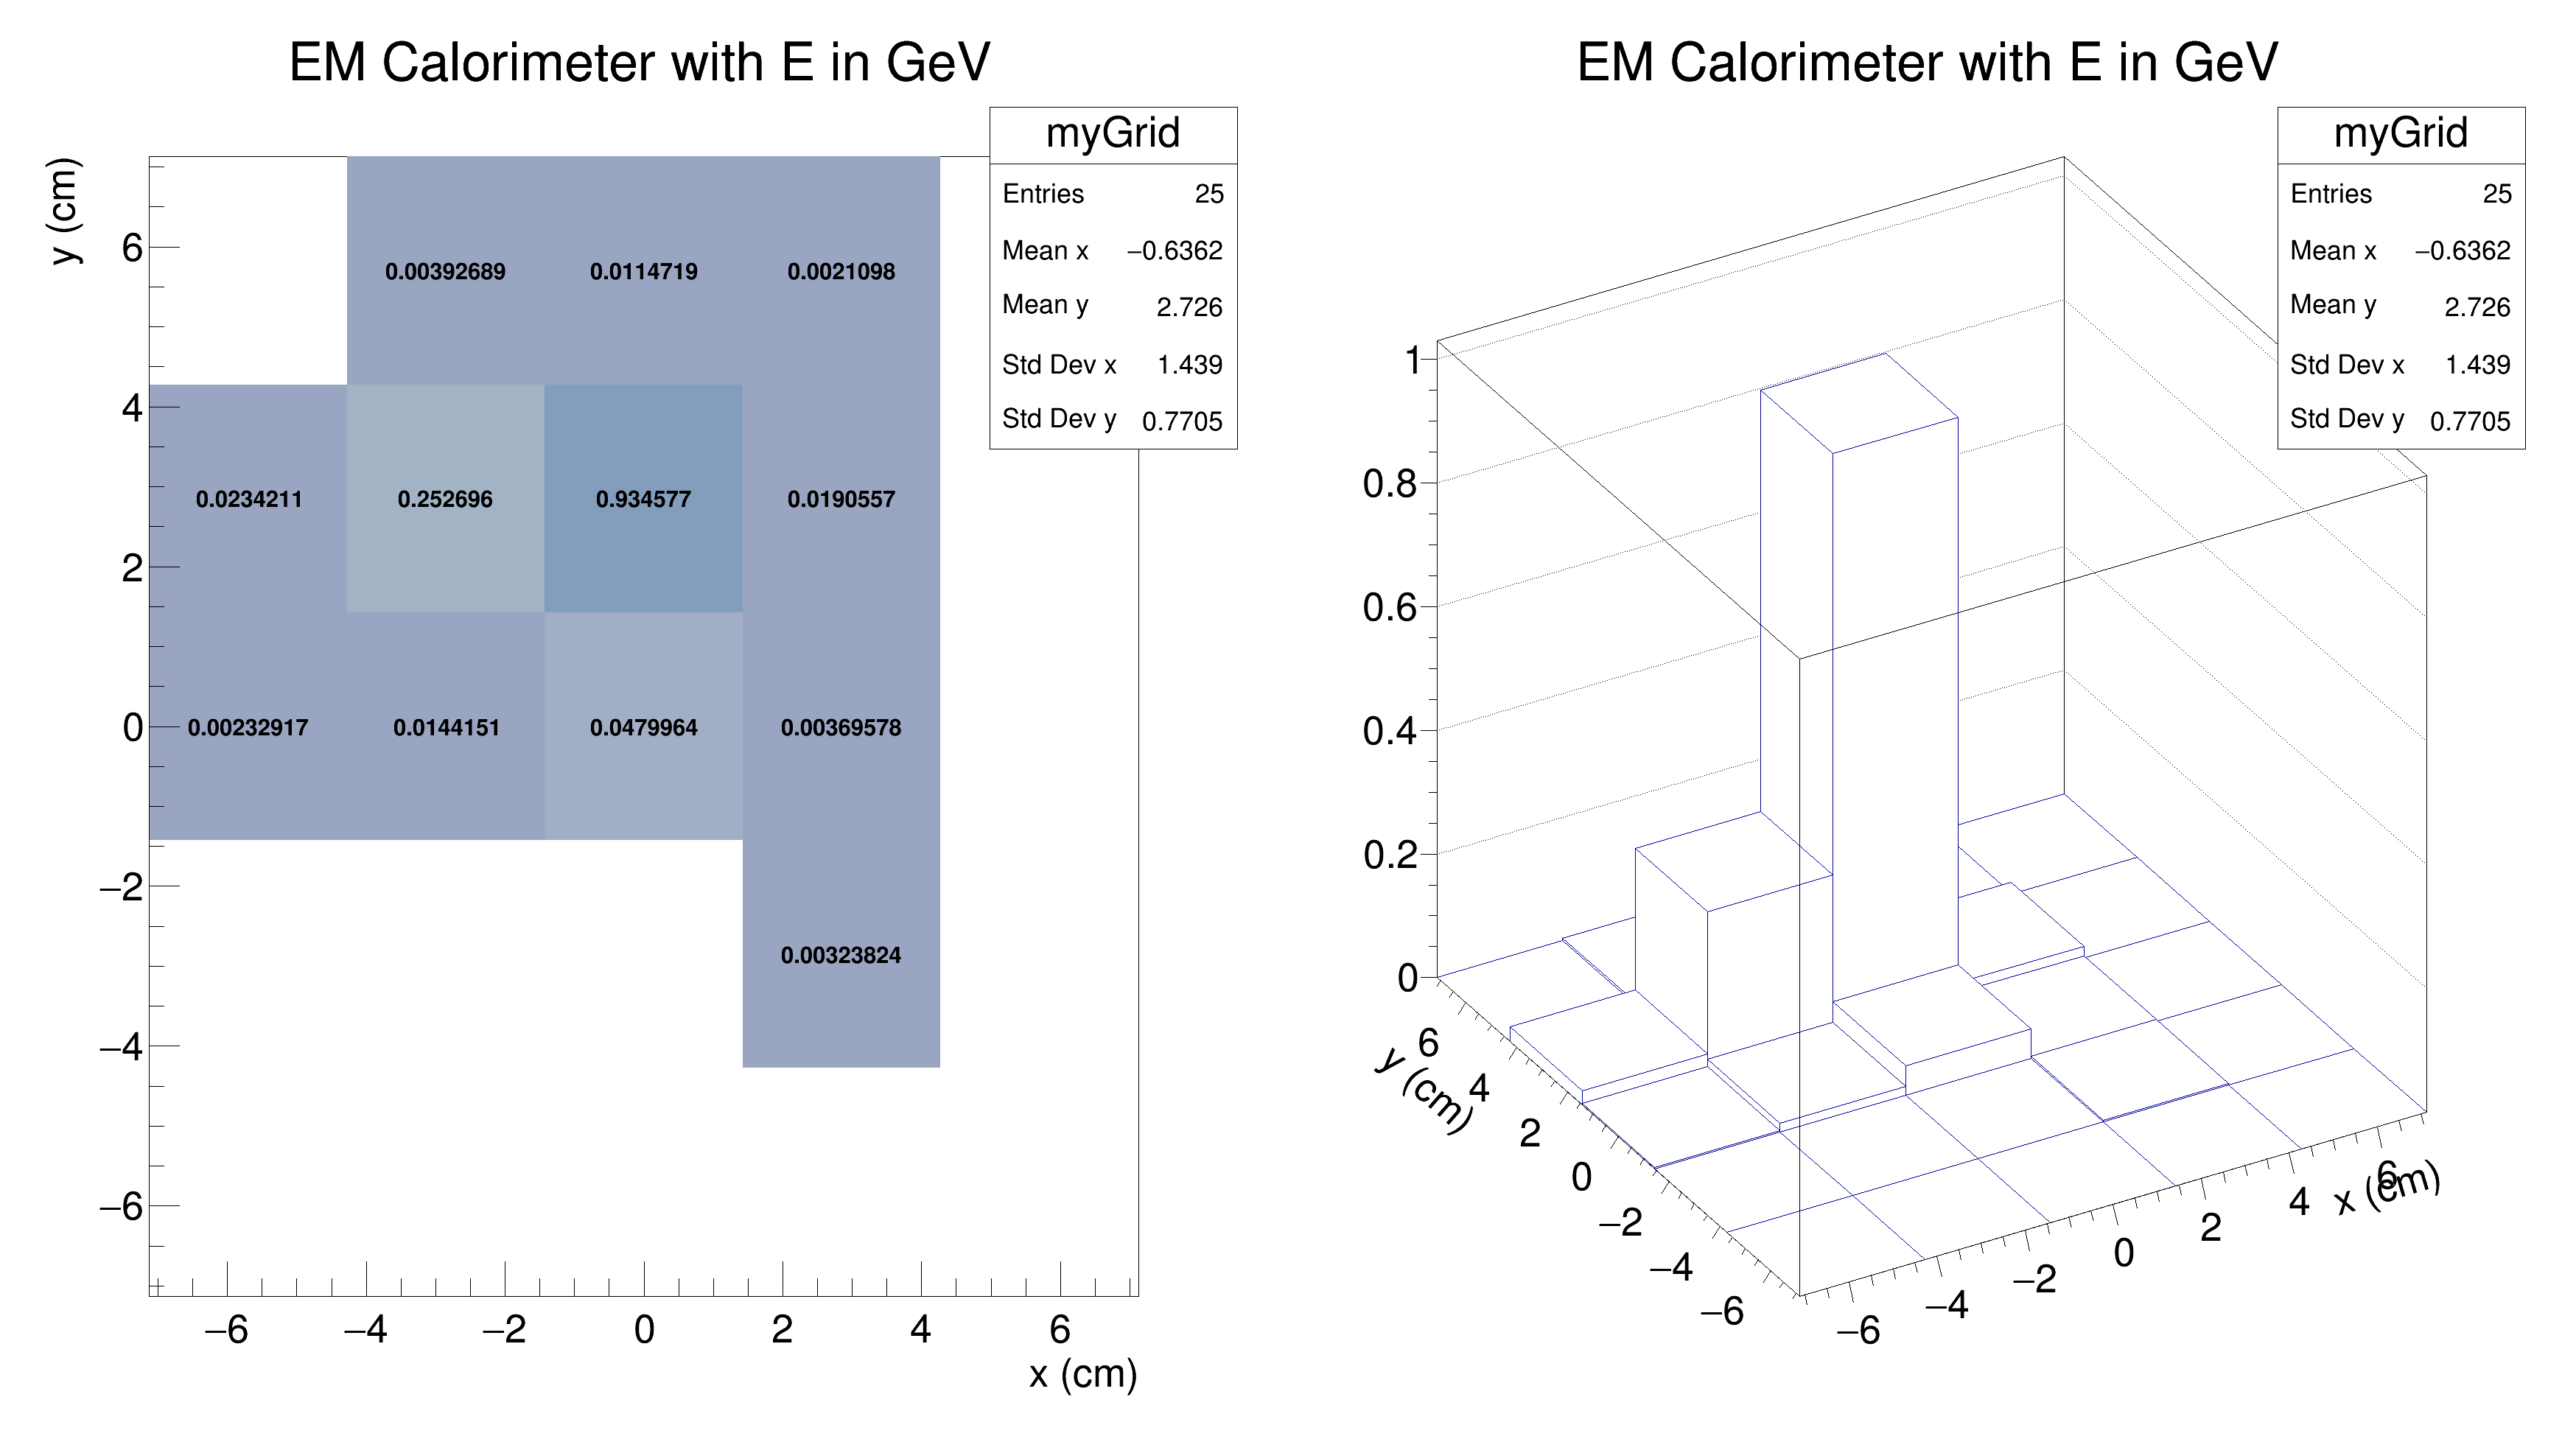 EM Calorimeter with E in GeV
myGrid
Entries 25
Mean x −0.6362
Mean y 2.726
Std Dev x 1.439
Std Dev y 0.7705
y (cm)
6
4
2
0
−2
−4
−6
0.00392689 0.0114719 0.0021098
0.0234211 0.252696 0.934577 0.0190557
0.00232917 0.0144151 0.0479964 0.00369578
0.00323824
−6 −4 −2 0 2 4 6
x (cm)
EM Calorimeter with E in GeV
myGrid
Entries 25
Mean x −0.6362
Mean y 2.726
Std Dev x 1.439
Std Dev y 0.7705
1
0.8
0.6
0.4
0.2
0
6
4
2
0
−2
−4
−6
y (cm)
−6
−4
−2
0
2
4
6
x (cm)